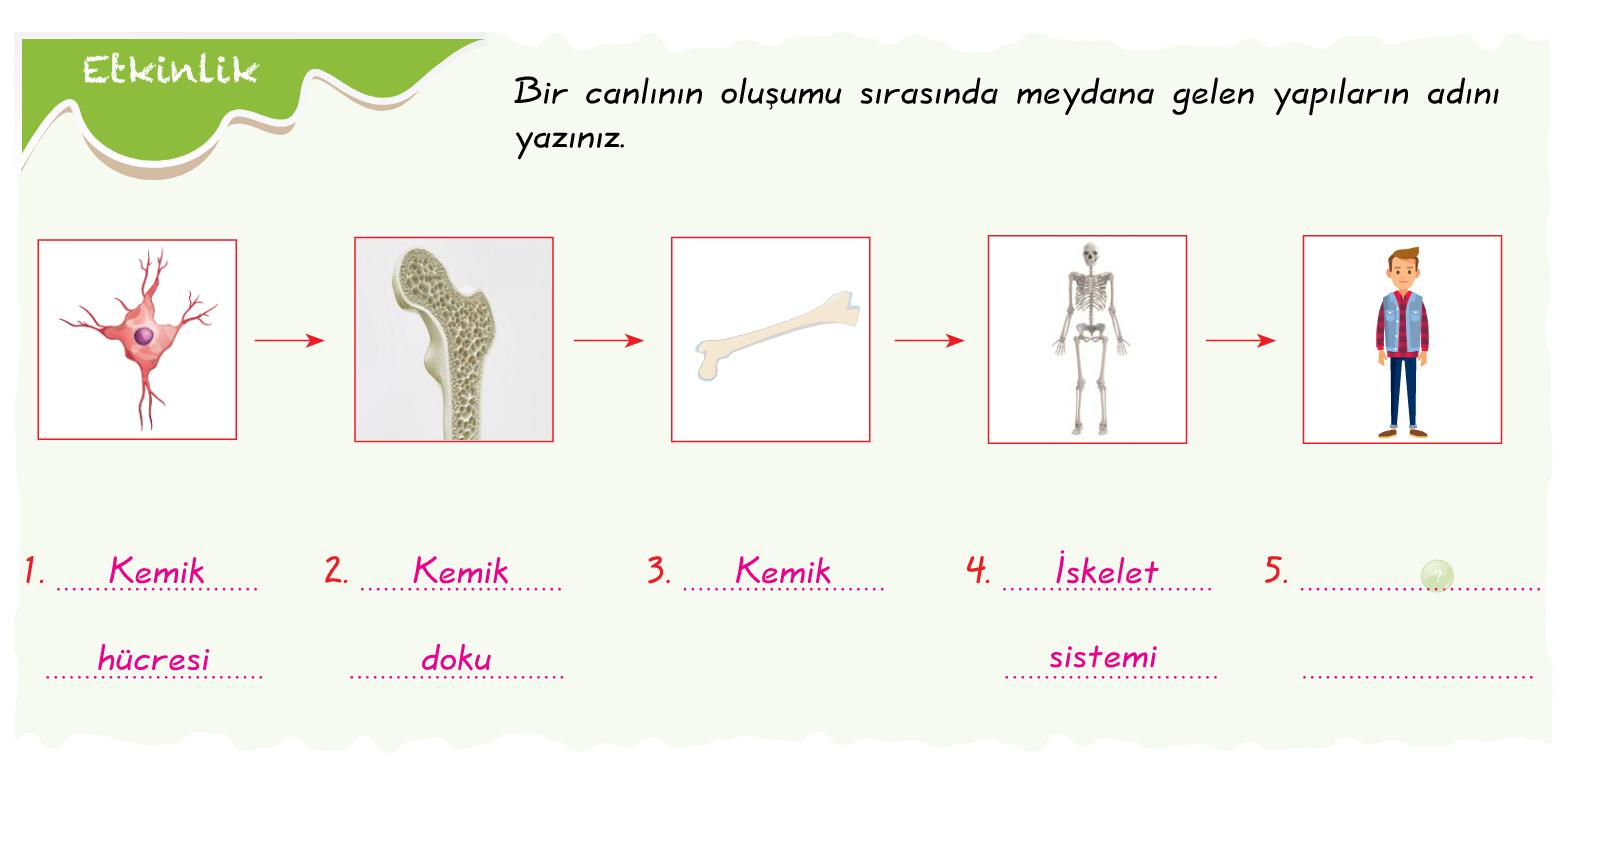 Etkinlik
Bir canlının oluşumu sırasında meydana gelen yapıların adını
yazınız.
1. Kemik 2. Kemik 3. Kemik 4. İskelet 5. ?
hücresi doku sistemi